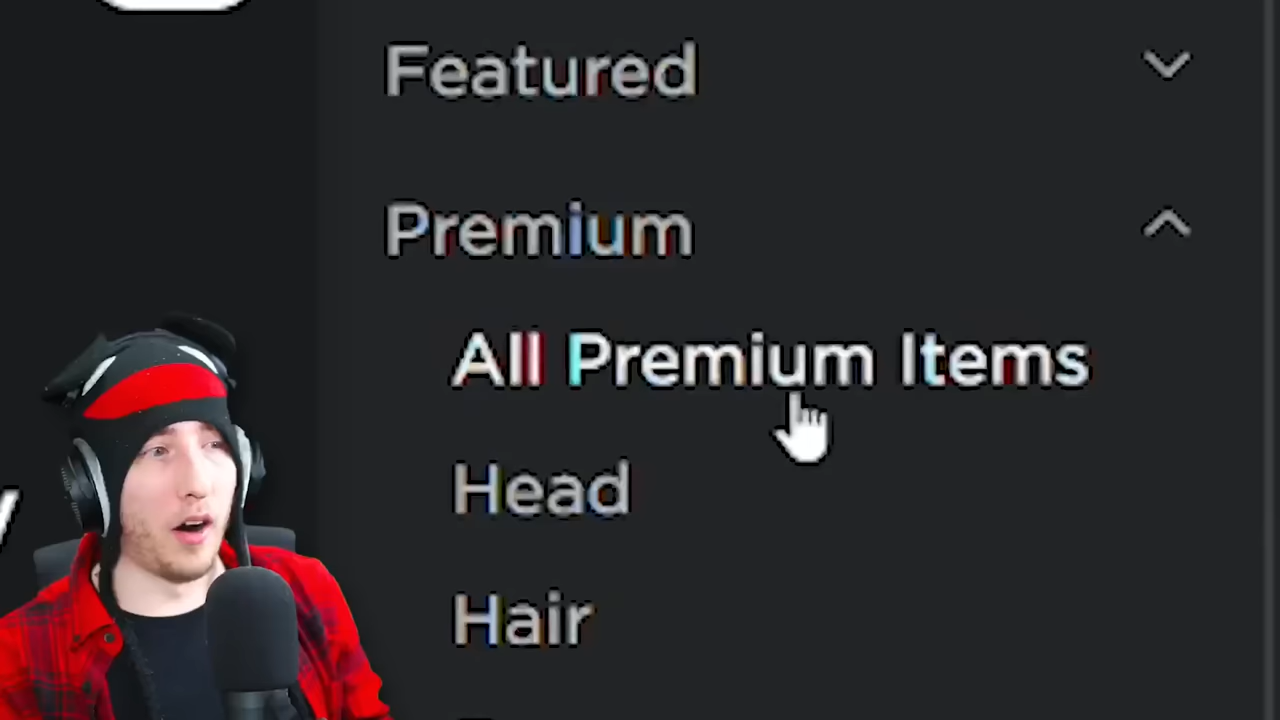 Featured
Premium
All Premium Items
Head
Hair